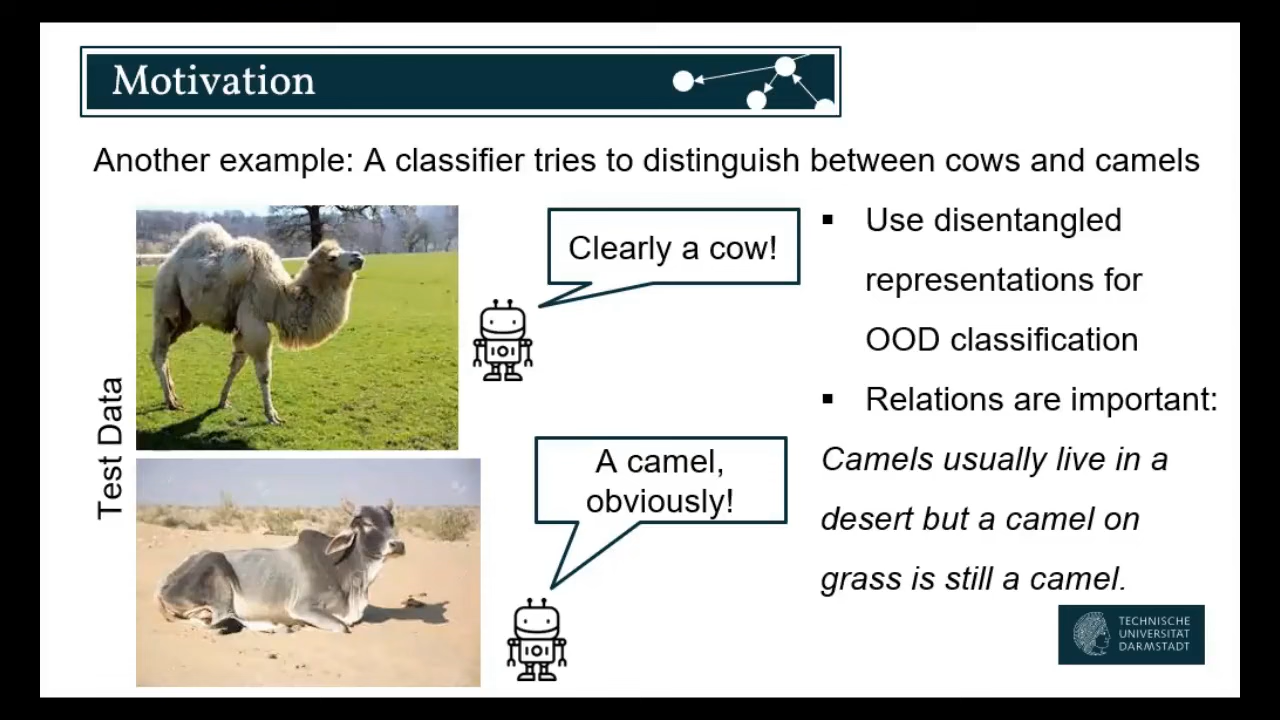 Motivation
Another example: A classifier tries to distinguish between cows and camels
Test Data
Clearly a cow!
A camel,
obviously!
▪ Use disentangled
representations for
OOD classification
▪ Relations are important:
Camels usually live in a
desert but a camel on
grass is still a camel.
TECHNISCHE
UNIVERSITÄT
DARMSTADT